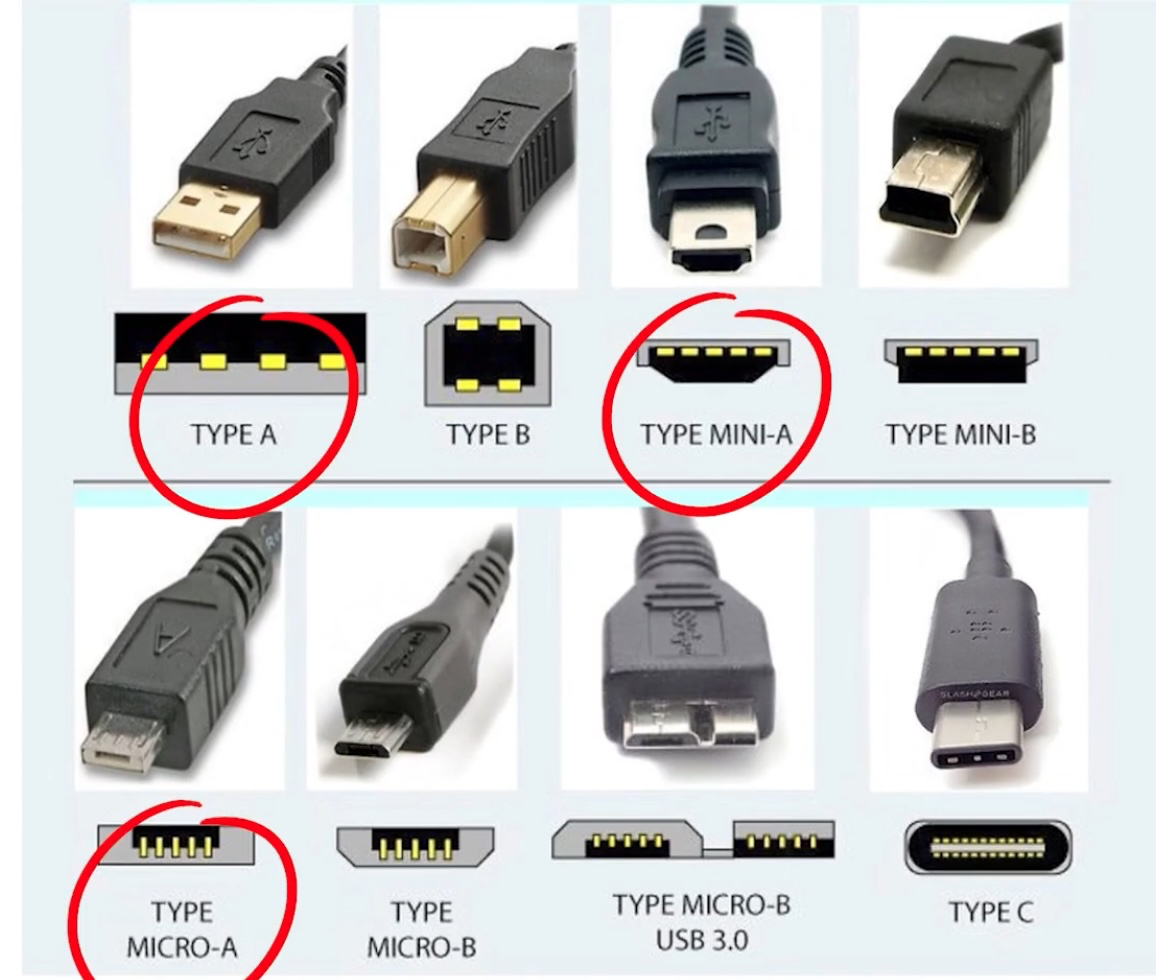 TYPE A
TYPE B
TYPE MINI-A
TYPE MINI-B
A
SLASHGEAR
TYPE
MICRO-A
TYPE
MICRO-B
TYPE MICRO-B
USB 3.0
TYPE C